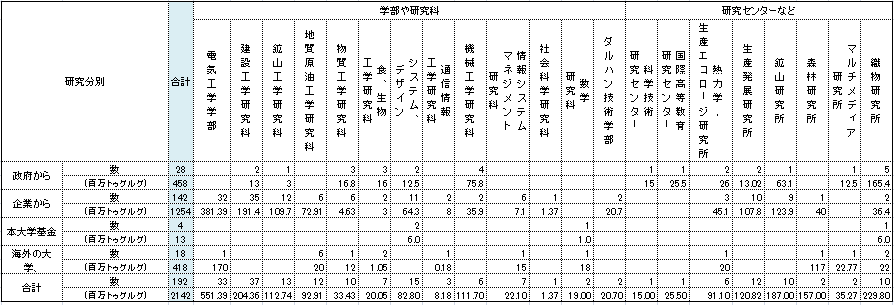 学部や研究科 研究センターなど
研究分別 合計
電気工学学部
建設工学研究科
鉱山工学研究科
地質原油工学研究科
物質工学研究科
食、生物
工学研究科
システム、
デザイン
通信情報
工学研究科
機械工学研究科
情報システム
マネジメント
研究科
社会科学研究科
数学
研究科
ダルハン技術学部
科学技術
研究センター
国際高等教育
研究センター
熱力学、
生産エコロージ研究所
生産発展研究所
鉱山研究所
森林研究所
マルチメディア
研究所
織物研究所
政府から 数 28 2 1 3 3 2 4 1 1 2 2 1 1 5
(百万トゥグルグ) 458 13 3 16.8 16 12.5 75.8 15 25.5 26 13.02 63.1 12.5 165.4
企業から 数 142 32 35 12 6 6 2 11 2 2 6 1 2 3 10 9 1 2
(百万トゥグルグ) 1254 381.39 191.4 109.7 72.91 4.63 3 64.3 8 35.9 7.1 1.37 20.7 45.1 107.8 123.9 40 36.4
本大学基金 数 4 2 1 1
(百万トゥグルグ) 13 6.0 1.0 6.0
海外の大学、 数 18 1 6 1 2 1 1 1 1 1 1 2
(百万トゥグルグ) 418 170 20 12 1.05 0.18 15 18 20 117 22.77 22
合計 数 192 33 37 13 12 10 7 15 3 6 7 1 2 2 1 1 6 12 10 2 2 10
(百万トゥグルグ) 2142 551.39 204.36 112.74 92.91 33.43 20.05 82.80 8.18 111.70 22.10 1.37 19.00 20.70 15.00 25.50 91.10 120.82 187.00 157.00 35.27 229.80